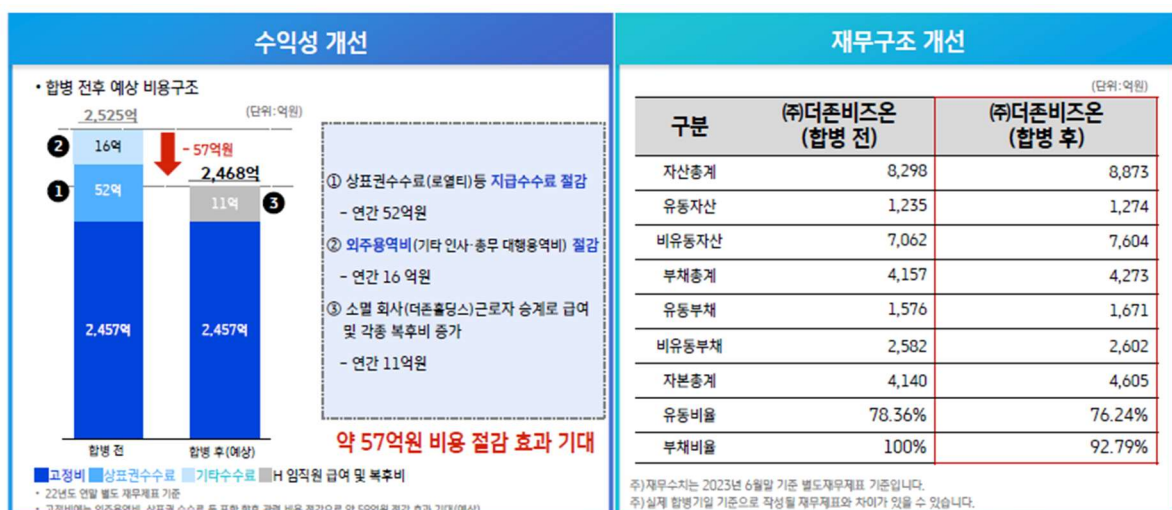 수익성 개선
• 합병 전후 예상 비용구조
(단위:억원)
2,525억
❷ 16억
- 57억원
2,468억
❶ 52억
11억 ❸
2,457억
2,457억
합병 전
합병 후(예상)
고정비 상표권수수료 기타수수료 H 임직원 급여 및 복후비
① 상표권수수료(로열티)등 지급수수료 절감
- 연간 52억원
② 외주용역비(기타 인사·총무 대행용역비) 절감
- 연간 16 억원
③ 소멸 회사(더존홀딩스)근로자 승계로 급여
및 각종 복후비 증가
- 연간 11억원
약 57억원 비용 절감 효과 기대
• 22년도 연말 별도 재무제표 기준
재무구조 개선
(단위:억원)
구분 ㈜더존비즈온 ㈜더존비즈온
(합병 전) (합병 후)
자산총계 8,298 8,873
유동자산 1,235 1,274
비유동자산 7,062 7,604
부채총계 4,157 4,273
유동부채 1,576 1,671
비유동부채 2,582 2,602
자본총계 4,140 4,605
유동비율 78.36% 76.24%
부채비율 100% 92.79%
주)재무수치는 2023년 6월말 기준 별도재무제표 기준입니다.
주)실제 합병기일 기준으로 작성될 재무제표와 차이가 있을 수 있습니다.